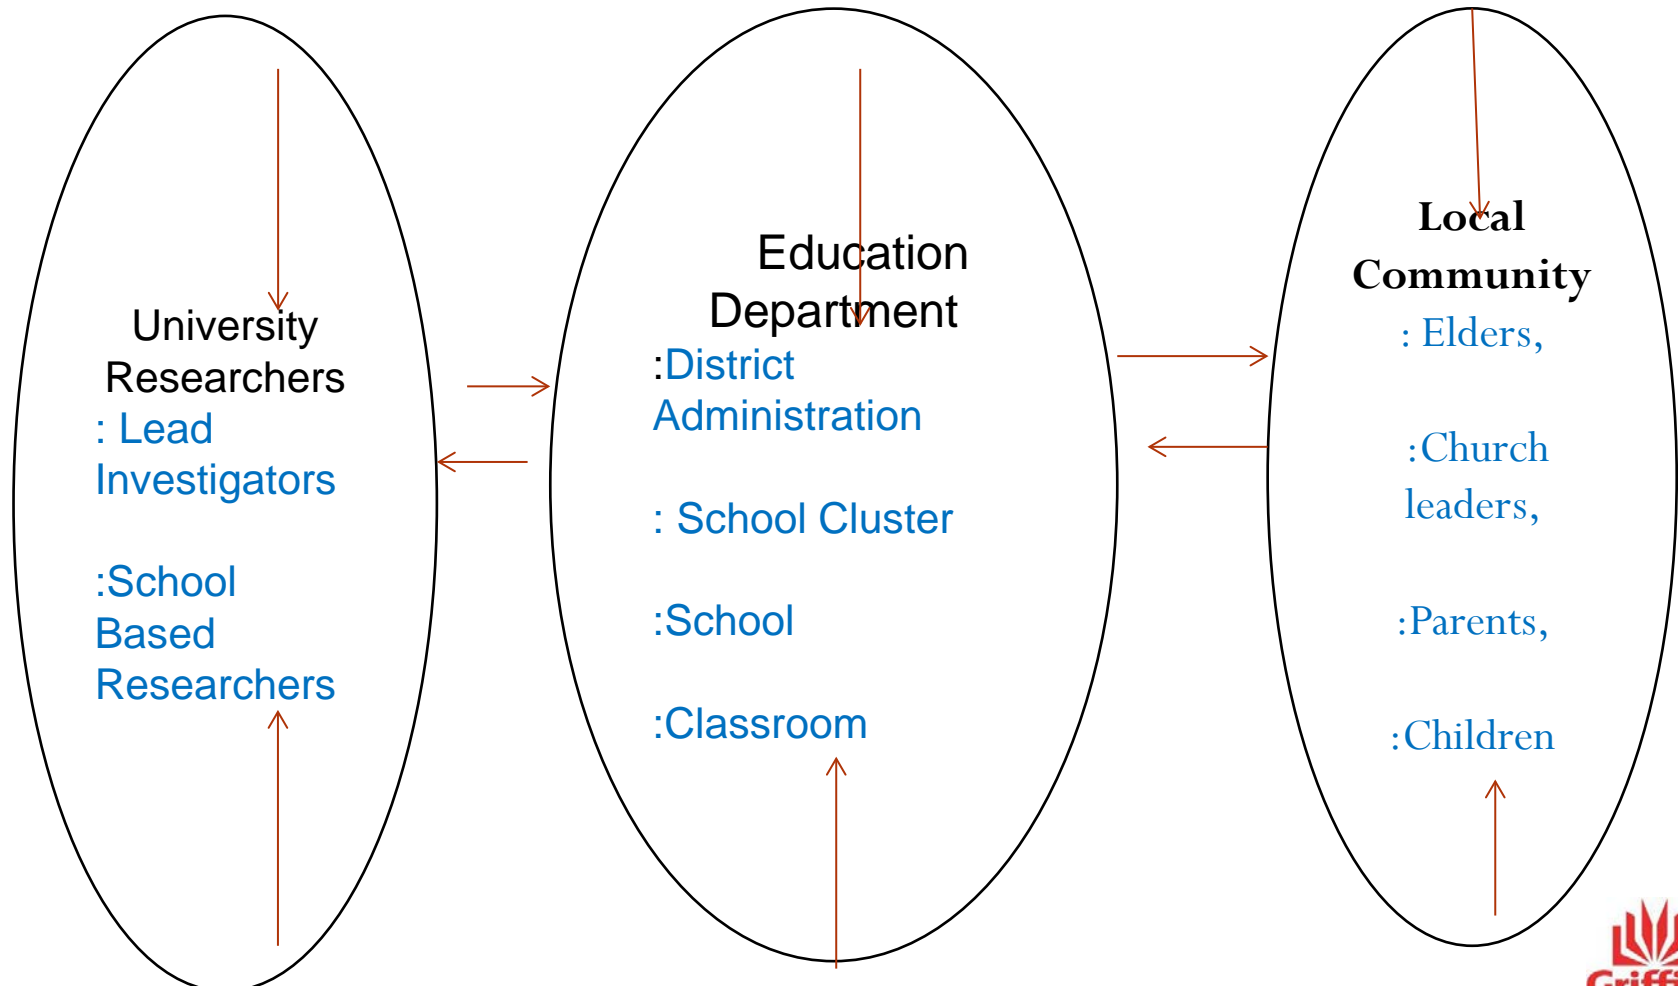 University
Researchers
: Lead
Investigators
:School
Based
Researchers
Education
Department
:District
Administration
: School Cluster
:School
:Classroom
Local
Community
: Elders,
:Church
leaders,
:Parents,
:Children